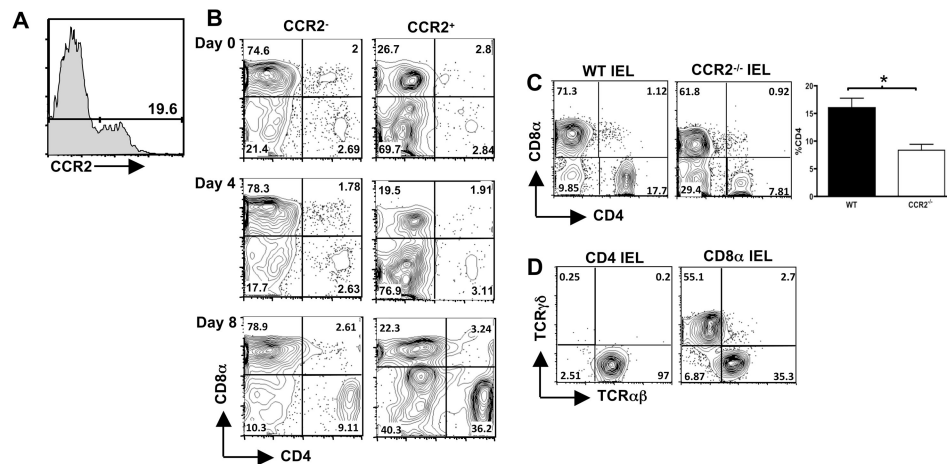 A
19.6
CCR2
B
CCR2-
CCR2+
Day 0
74.6
2
21.4
2.69
26.7
2.8
69.7
2.84
Day 4
78.3
1.78
17.7
2.63
19.5
1.91
76.9
3.11
Day 8
78.9
2.61
10.3
9.11
22.3
3.24
40.3
36.2
CD8α
CD4
C
WT IEL
CCR2-/- IEL
71.3
1.12
9.85
17.7
61.8
0.92
29.4
7.81
CD8α
CD4
*
%CD4
20
15
10
5
0
WT
CCR2-/-
D
CD4 IEL
CD8α IEL
0.25
0.2
2.51
97
55.1
2.7
6.87
35.3
TCRγδ
TCRαβ